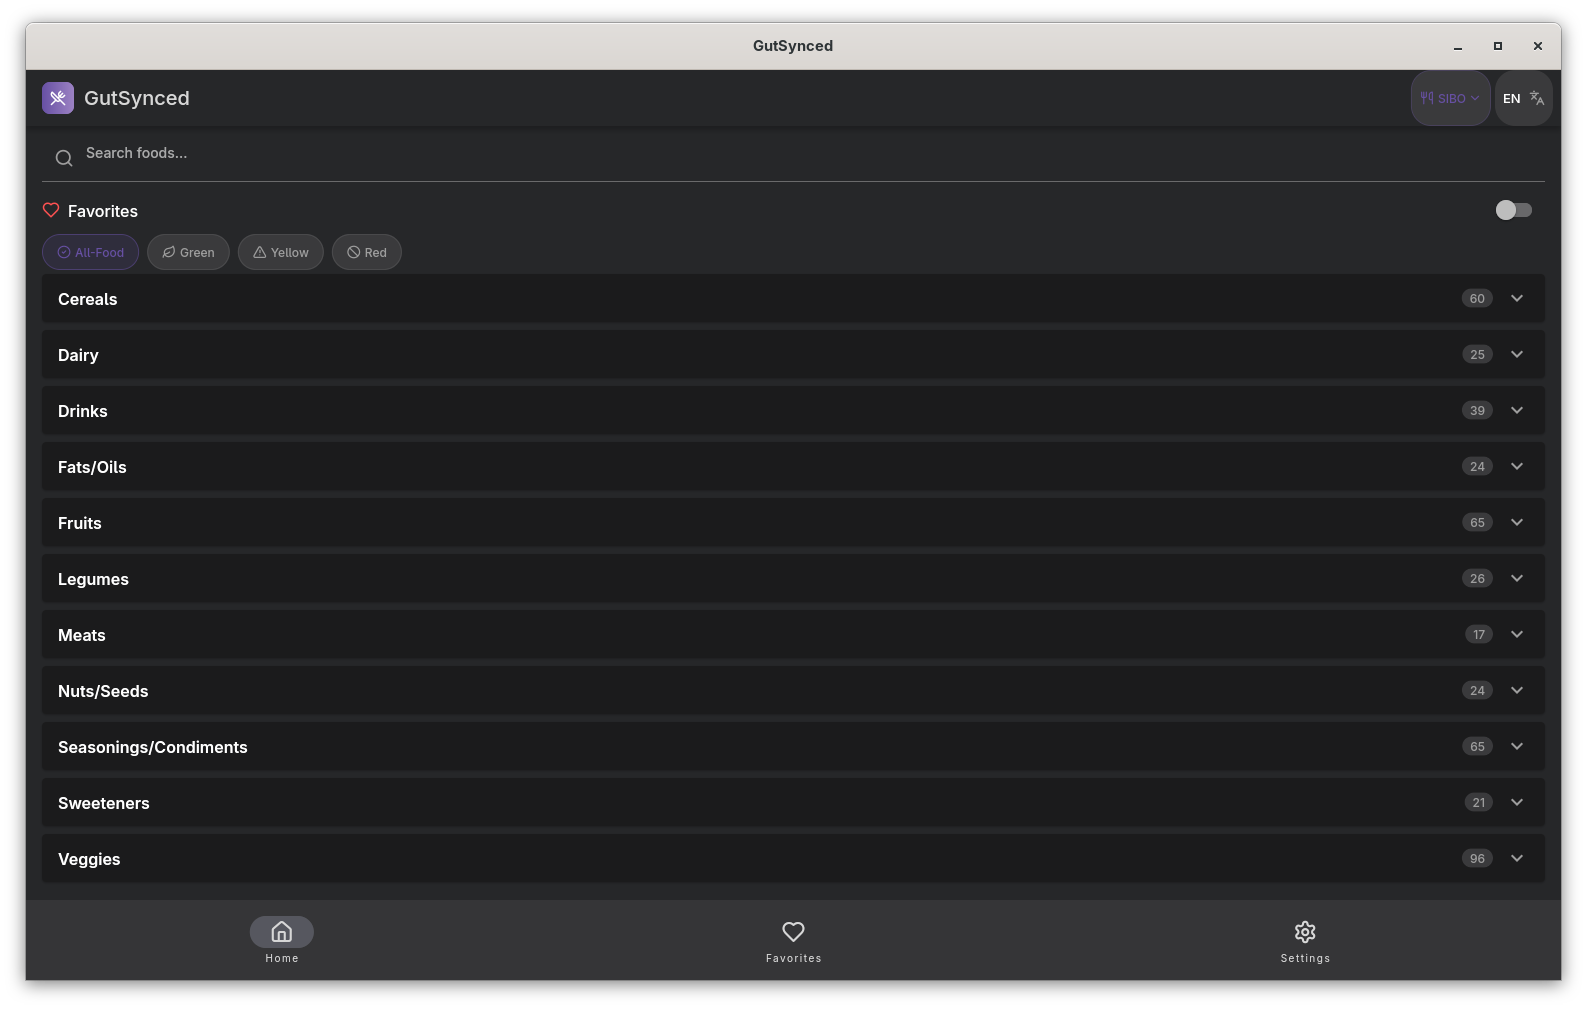 GutSynced
GutSynced
SIBO
EN
Search foods...
Favorites
All-Food
Green
Yellow
Red
Cereals
60
Dairy
25
Drinks
39
Fats/Oils
24
Fruits
65
Legumes
26
Meats
17
Nuts/Seeds
24
Seasonings/Condiments
65
Sweeteners
21
Veggies
96
Home
Favorites
Settings